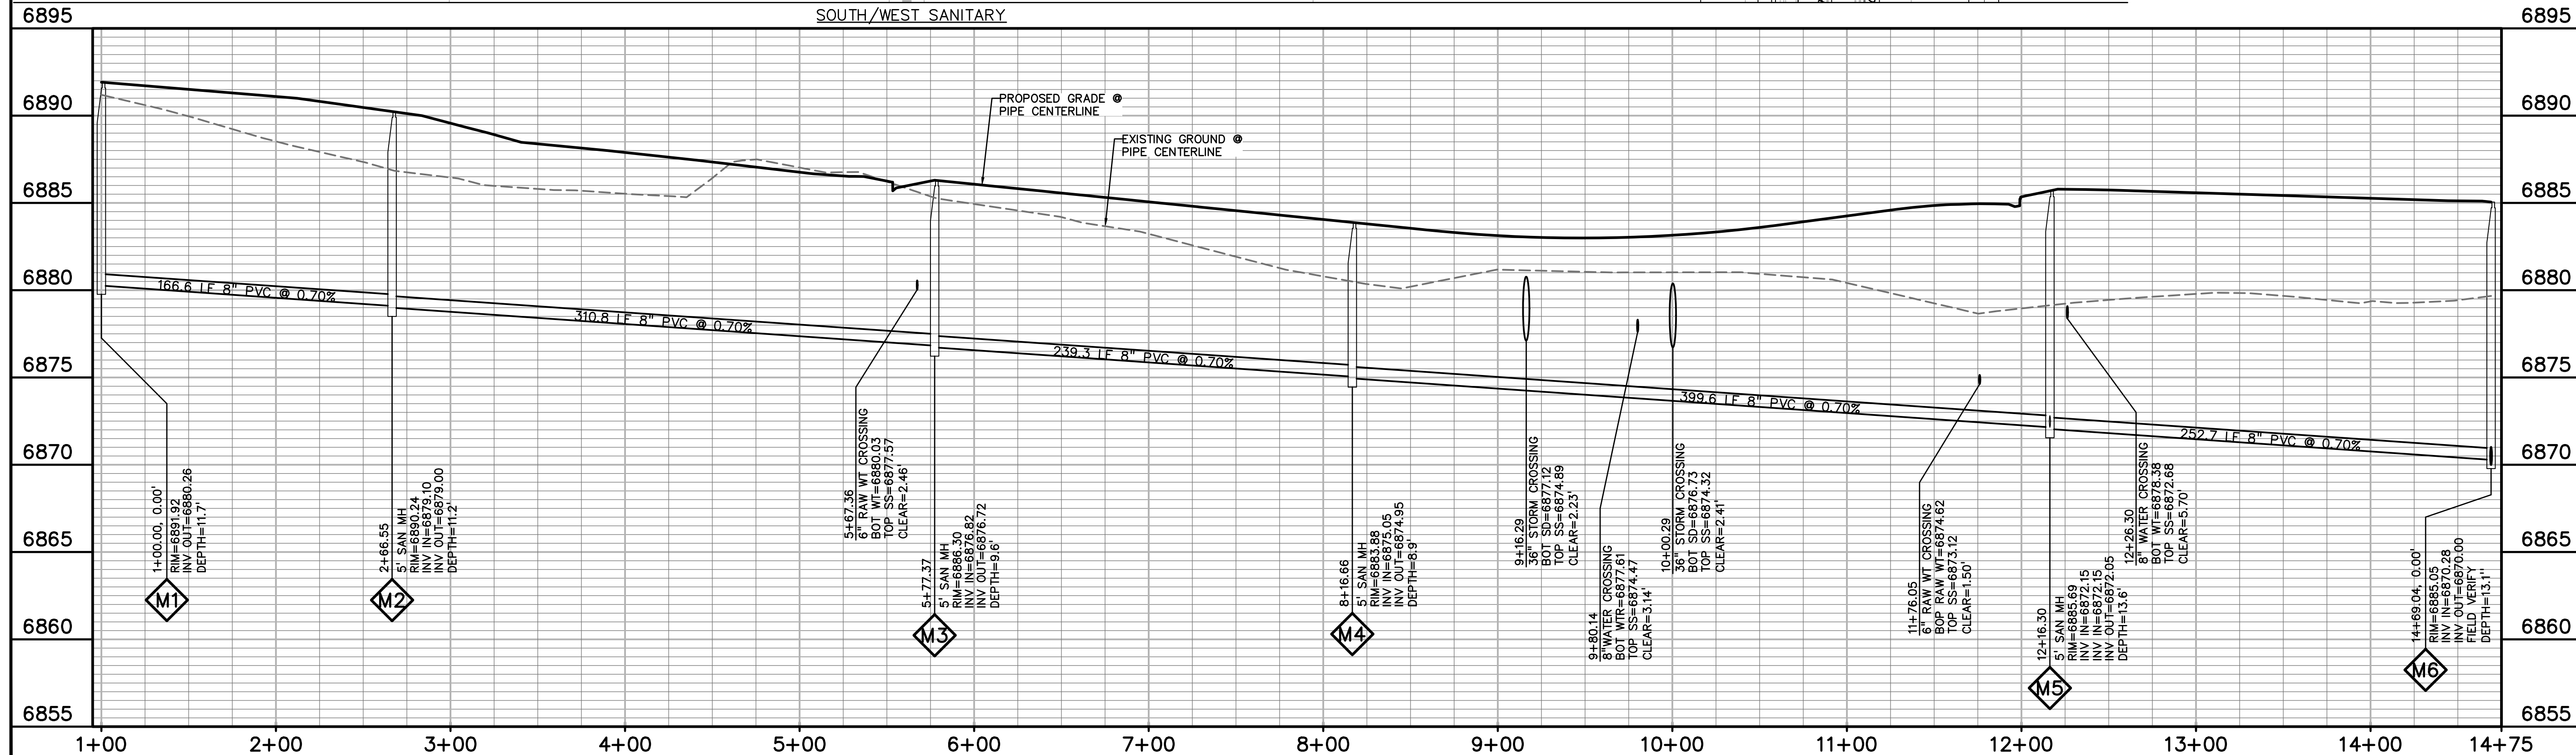 SOUTH/WEST SANITARY
6895
6895
6890
6890
6885
6885
6880
6880
6875
6875
6870
6870
6865
6865
6860
6860
6855
6855
PROPOSED GRADE @
PIPE CENTERLINE
EXISTING GROUND @
PIPE CENTERLINE
166.6 LF 8" PVC @ 0.70%
310.8 LF 8" PVC @ 0.70%
239.3 LF 8" PVC @ 0.70%
399.6 LF 8" PVC @ 0.70%
252.7 LF 8" PVC @ 0.70%
1+00.00, 0.00'
RIM=6891.92
INV OUT=6880.26
DEPTH=11.7'
M1
2+66.55
5' SAN MH
RIM=6890.24
INV IN=6879.10
INV OUT=6879.00
DEPTH=11.2'
M2
5+67.36
6" RAW WT CROSSING
BOT WT=6880.03
TOP SS=6877.57
CLEAR=2.46'
5+77.37
5' SAN MH
RIM=6886.30
INV IN=6876.82
INV OUT=6876.72
DEPTH=9.6'
M3
8+16.66
5' SAN MH
RIM=6883.88
INV IN=6875.05
INV OUT=6874.95
DEPTH=8.9'
M4
9+16.29
36" STORM CROSSING
BOT SD=6877.12
TOP SS=6874.89
CLEAR=2.23'
9+80.14
8"WATER CROSSING
BOT WTR=6877.61
TOP SS=6874.47
CLEAR=3.14'
10+00.29
36" STORM CROSSING
BOT SD=6876.73
TOP SS=6874.32
CLEAR=2.41'
11+76.05
6" RAW WT CROSSING
BOP RAW WT=6874.62
TOP SS=6873.12
CLEAR=1.50'
12+16.30
5' SAN MH
RIM=6885.69
INV IN=6872.15
INV IN=6872.15
INV OUT=6872.05
DEPTH=13.6'
M5
12+26.30
8" WATER CROSSING
BOT WT=6878.38
TOP SS=6872.68
CLEAR=5.70'
14+69.04, 0.00'
RIM=6885.05
INV IN=6870.28
INV OUT=6870.00
FIELD VERIFY
DEPTH=13.1"
M6
1+00
2+00
3+00
4+00
5+00
6+00
7+00
8+00
9+00
10+00
11+00
12+00
13+00
14+00
14+75